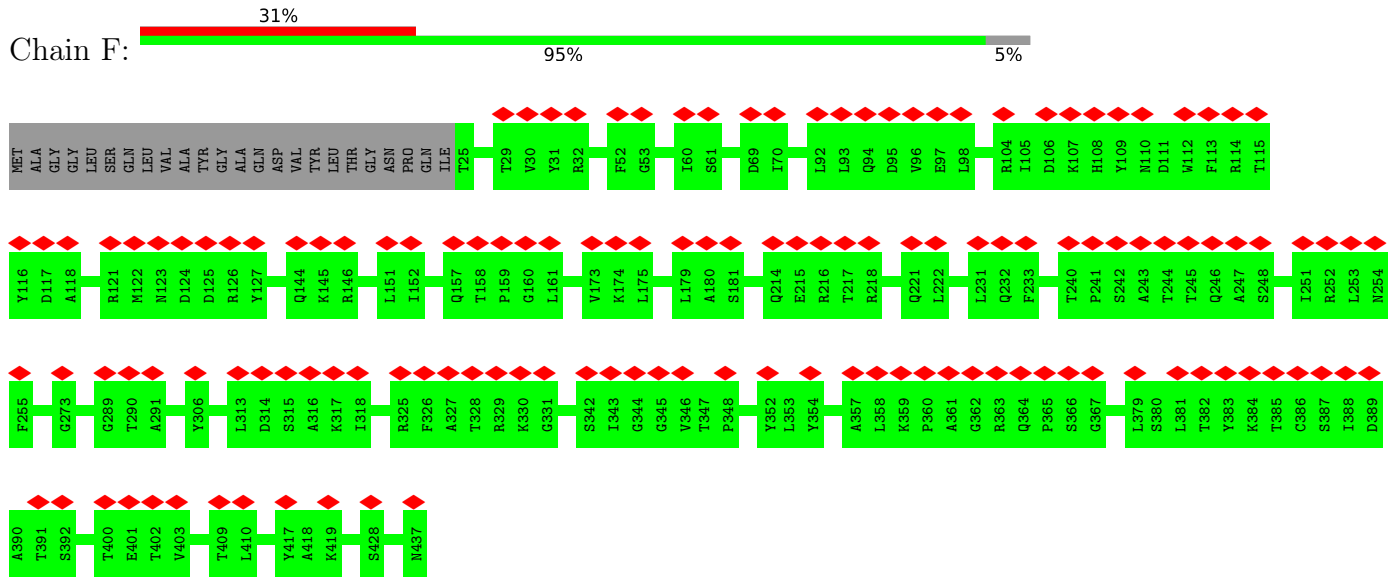 31%
Chain F:
95%
5%
MET ALA GLY GLY LEU SER GLN LEU VAL ALA TYR GLY ALA GLN ASP VAL TYR LEU THR GLY ASN PRO GLN ILE T25 T29 V30 Y31 R32 F52 G53 I60 S61 D69 I70 L92 L93 Q94 D95 V96 E97 L98 R104 I105 D106 K107 H108 Y109 N110 D111 W112 F113 R114 T115
Y116 D117 A118 R121 M122 N123 D124 D125 R126 Y127 Q144 K145 R146 L151 I152 Q157 T158 P159 G160 L161 V173 K174 L175 L179 A180 S181 Q214 E215 R216 T217 R218 Q221 L222 L231 Q232 F233 T240 P241 S242 A243 T244 T245 Q246 A247 S248 I251 R252 L253 N254
F255 G273 G289 T290 A291 Y306 L313 D314 S315 A316 K317 I318 R325 F326 A327 T328 R329 K330 G331 S342 I343 G344 G345 V346 T347 P348 Y352 L353 Y354 A357 L358 K359 P360 A361 G362 R363 Q364 P365 S366 G367 L379 S380 L381 T382 Y383 K384 T385 C386 S387 I388 D389
A390 T391 S392 T400 E401 T402 V403 T409 L410 Y417 A418 K419 S428 N437